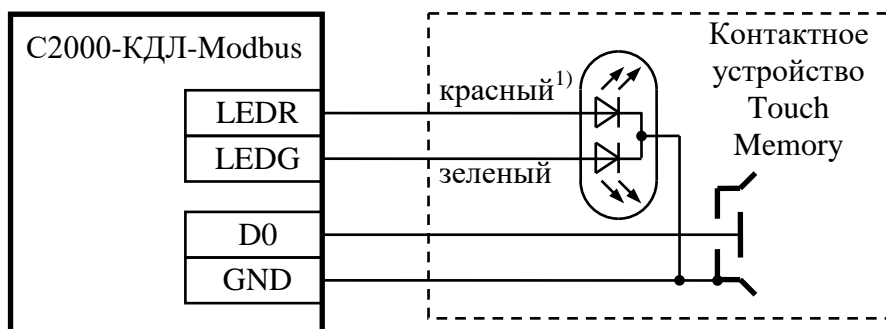 С2000-КДЛ-Modbus
Контактное
устройство
Touch
Memory
красный¹⁾
LEDR
LEDG
зеленый
D0
GND